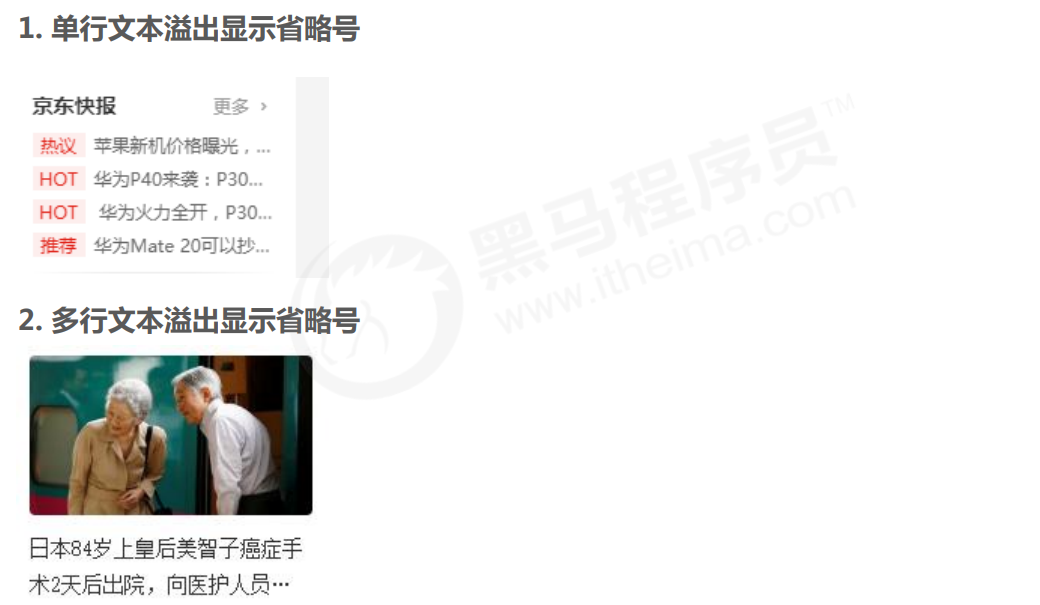 1. 单行文本溢出显示省略号
京东快报 更多 ›
热议 苹果新机价格曝光，...
HOT 华为P40来袭：P30...
HOT 华为火力全开，P30...
推荐 华为Mate 20可以抄...
黑马程序员™
www.itheima.com
2. 多行文本溢出显示省略号
日本84岁上皇后美智子癌症手
术2天后出院，向医护人员…